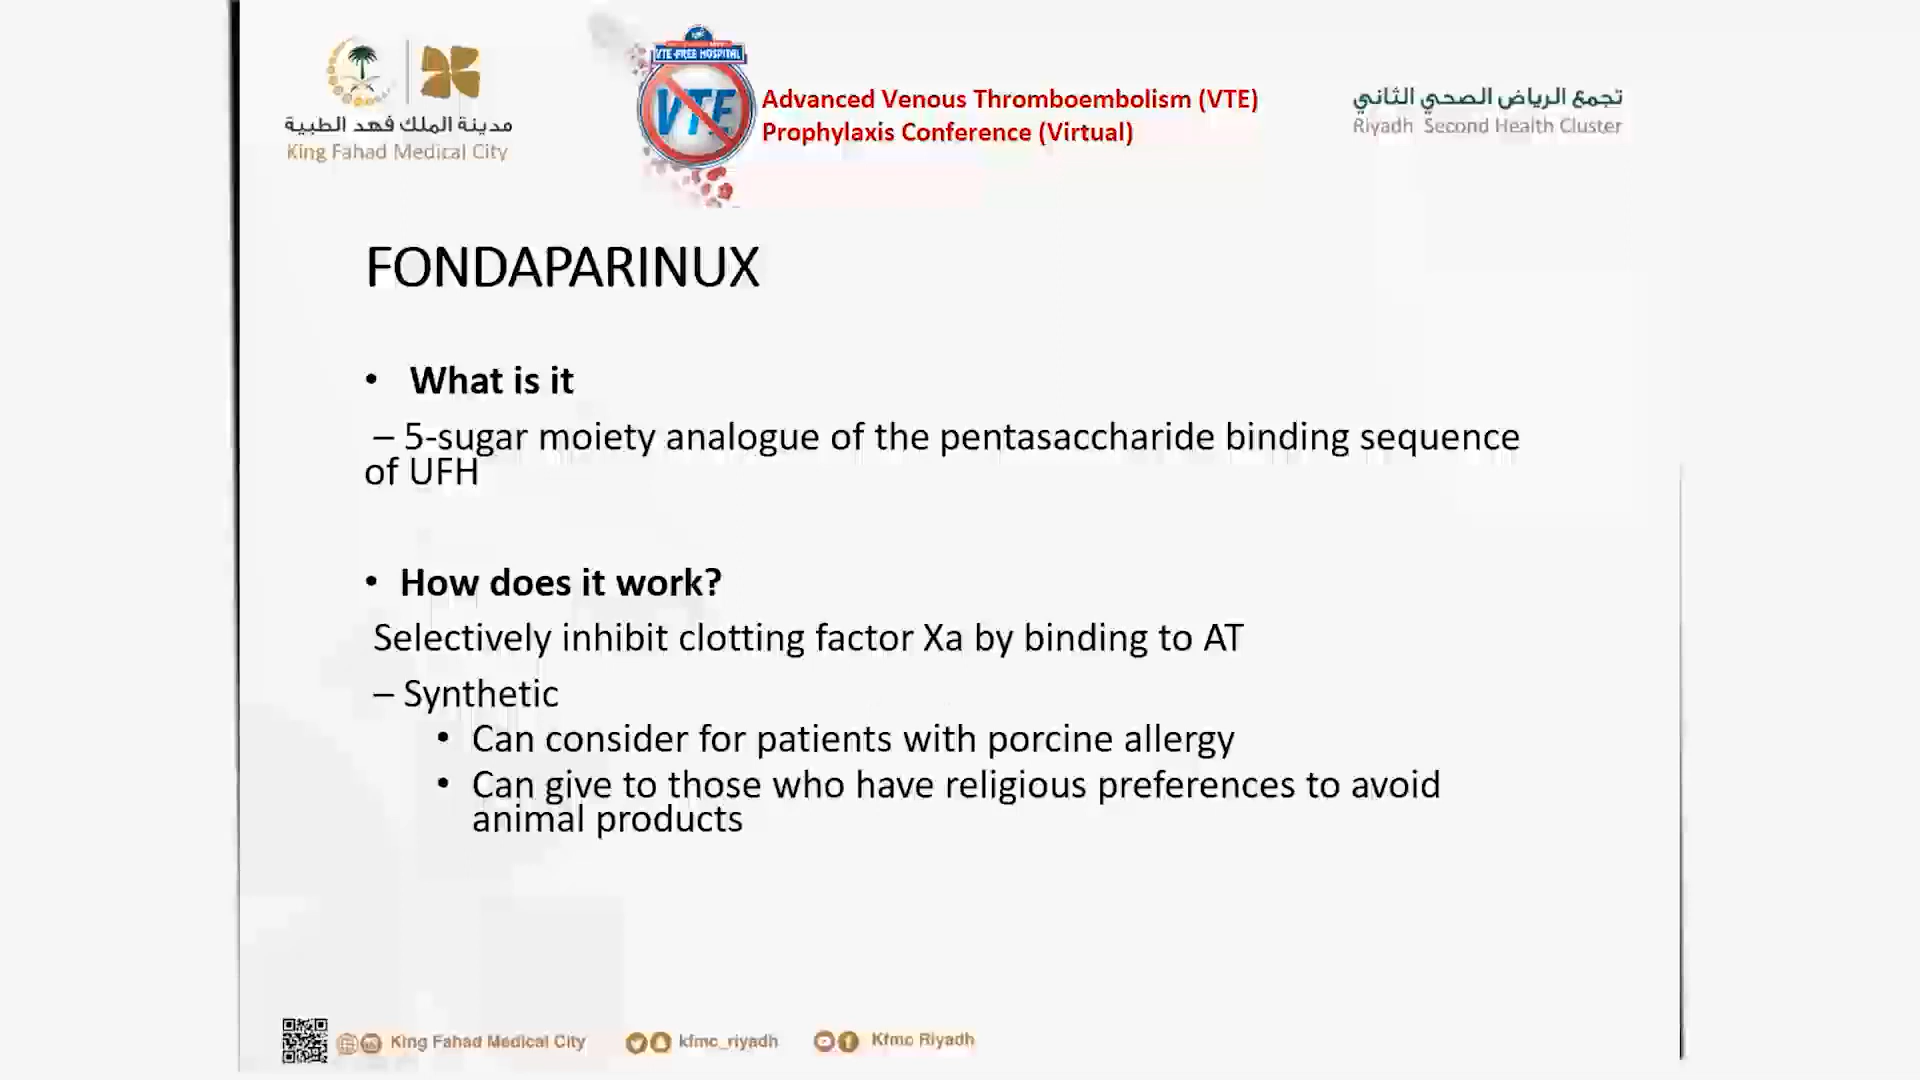 VTE-FREE HOSPITAL
VTE
مدينة الملك فهد الطبية
King Fahad Medical City
Advanced Venous Thromboembolism (VTE)
Prophylaxis Conference (Virtual)
تجمع الرياض الصحي الثاني
Riyadh Second Health Cluster
FONDAPARINUX
• What is it
– 5-sugar moiety analogue of the pentasaccharide binding sequence
of UFH
• How does it work?
Selectively inhibit clotting factor Xa by binding to AT
– Synthetic
• Can consider for patients with porcine allergy
• Can give to those who have religious preferences to avoid
animal products
King Fahad Medical City
kfmc_riyadh
Kfmc Riyadh